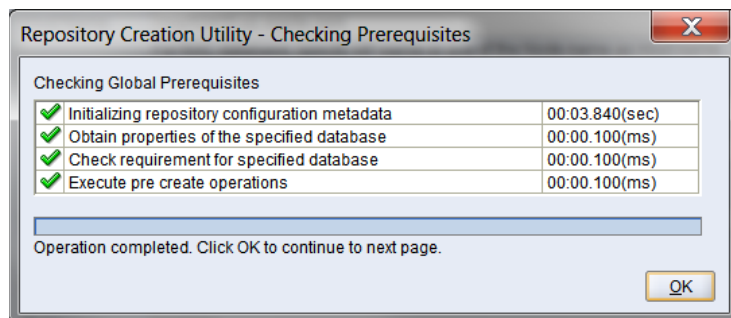 Repository Creation Utility - Checking Prerequisites
X
Checking Global Prerequisites
Initializing repository configuration metadata 00:03.840(sec)
Obtain properties of the specified database 00:00.100(ms)
Check requirement for specified database 00:00.100(ms)
Execute pre create operations 00:00.100(ms)
Operation completed. Click OK to continue to next page.
OK